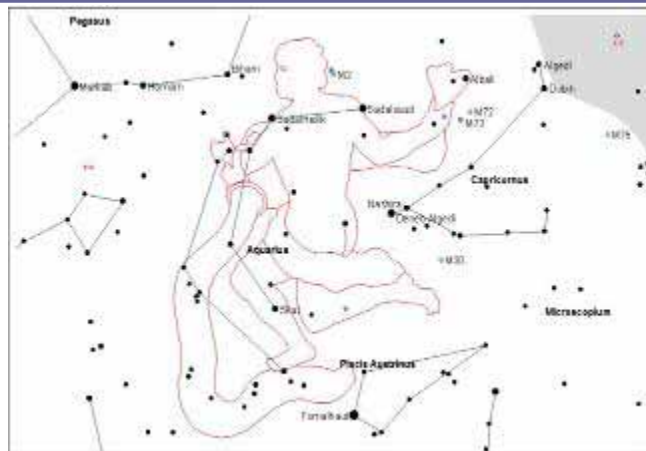 Pegasus
Algedi
Biham
M2
Albali
Markab
Homam
Dabih
Sadalsuud
M72
Sadalmelik
M73
M75
Capricornus
Nashira
Deneb Algedi
Aquarius
M30
Skat
Microscopium
Piscis Austrinus
Fomalhaut